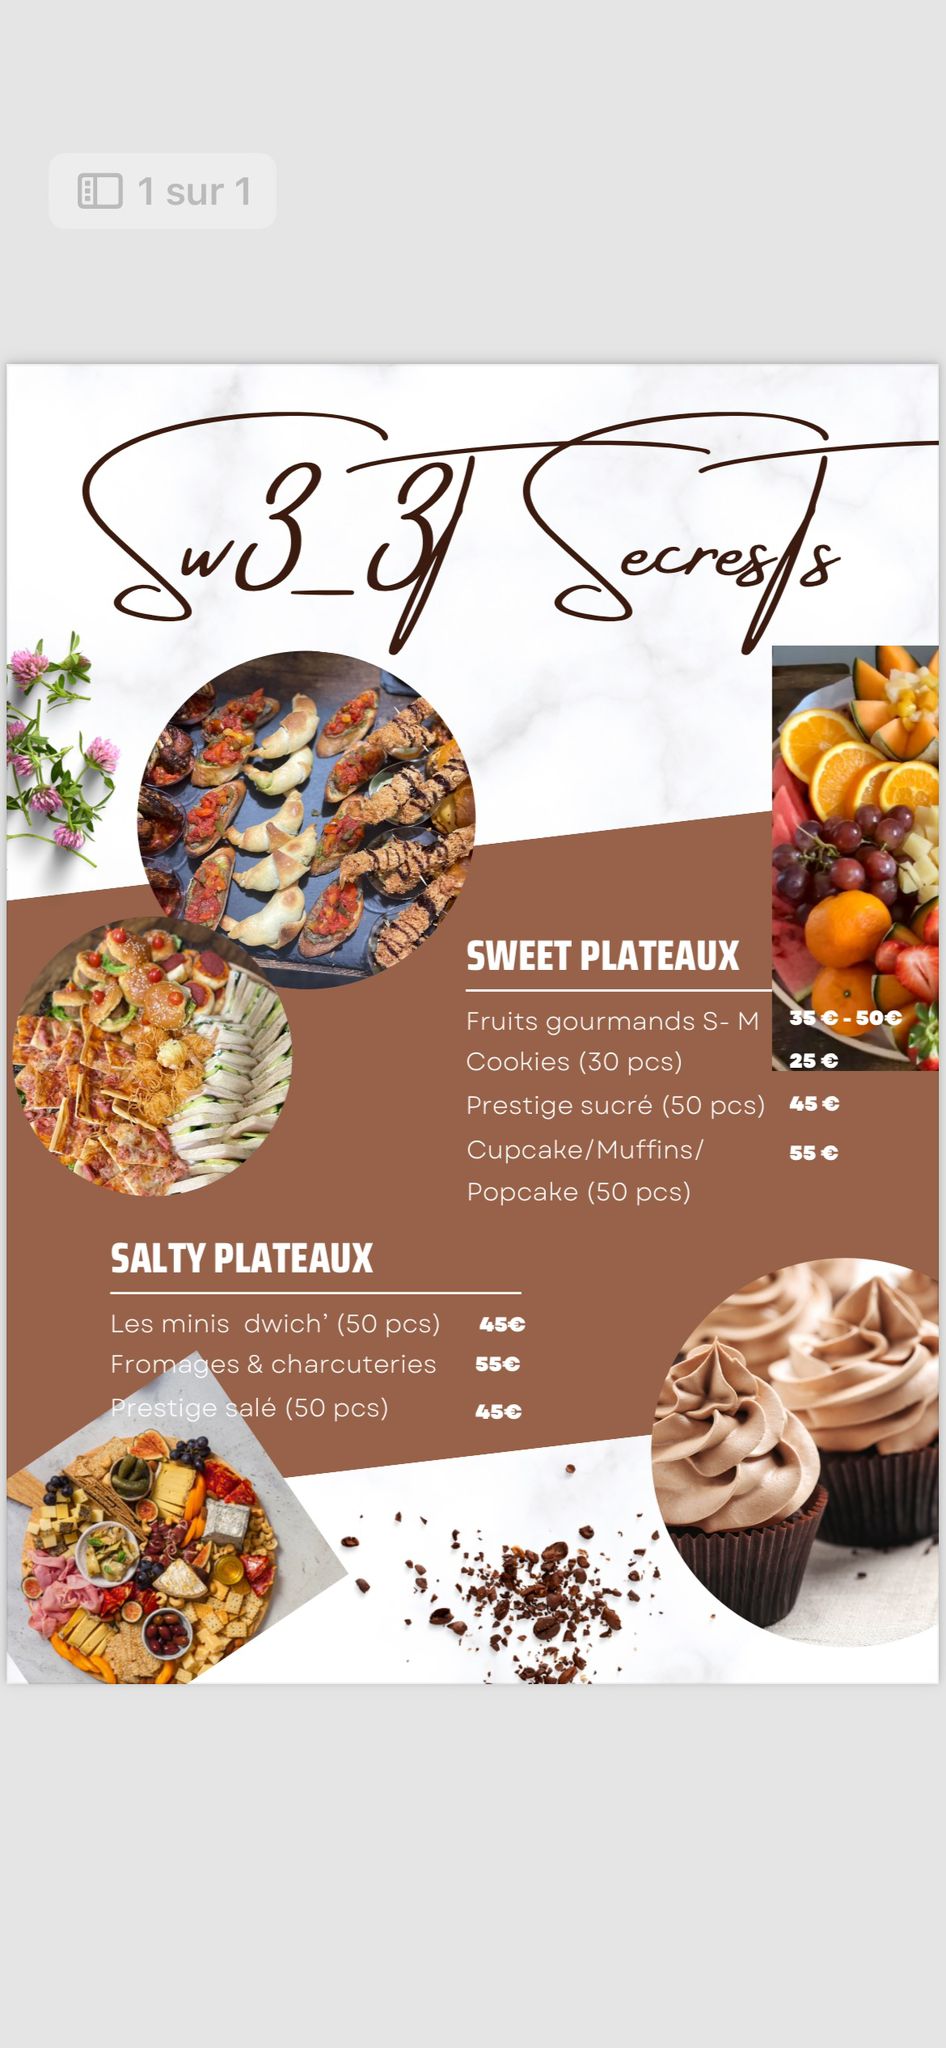 1 sur 1
Sw3_3T SecresTs
SWEET PLATEAUX
Fruits gourmands S- M 35 € - 50€
Cookies (30 pcs) 25 €
Prestige sucré (50 pcs) 45 €
Cupcake/Muffins/ 55 €
Popcake (50 pcs)
SALTY PLATEAUX
Les minis dwich’ (50 pcs) 45€
Fromages & charcuteries 55€
Prestige salé (50 pcs) 45€